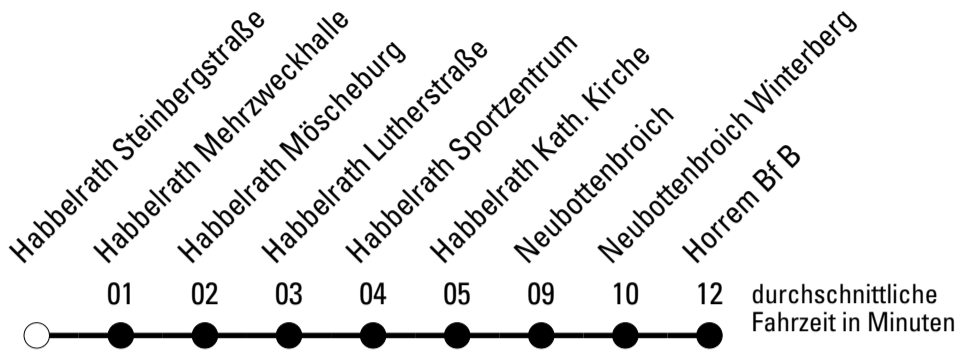 Habbelrath Steinbergstraße
Habbelrath Mehrzweckhalle
Habbelrath Möscheburg
Habbelrath Lutherstraße
Habbelrath Sportzentrum
Habbelrath Kath. Kirche
Neubottenbroich
Neubottenbroich Winterberg
Horrem Bf B
01 02 03 04 05 09 10 12
durchschnittliche
Fahrzeit in Minuten